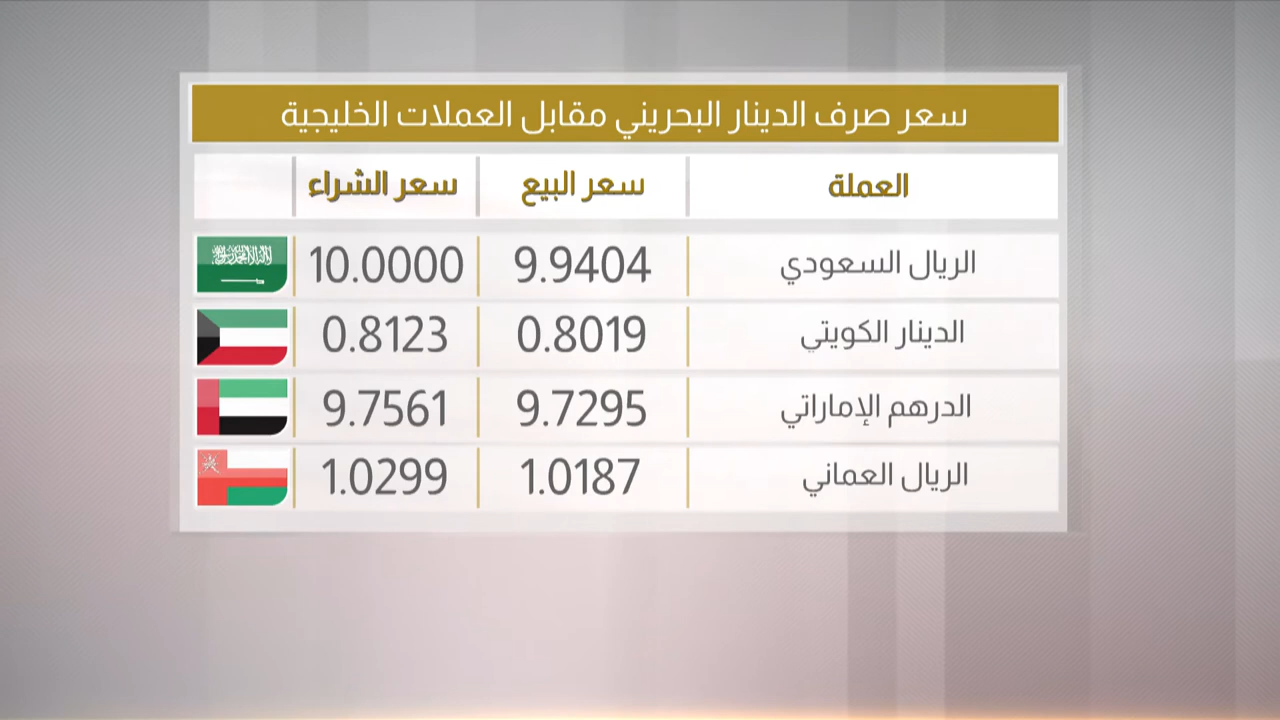 سعر صرف الدينار البحريني مقابل العملات الخليجية
العملة سعر البيع سعر الشراء
الريال السعودي 9.9404 10.0000
الدينار الكويتي 0.8019 0.8123
الدرهم الإماراتي 9.7295 9.7561
الريال العماني 1.0187 1.0299